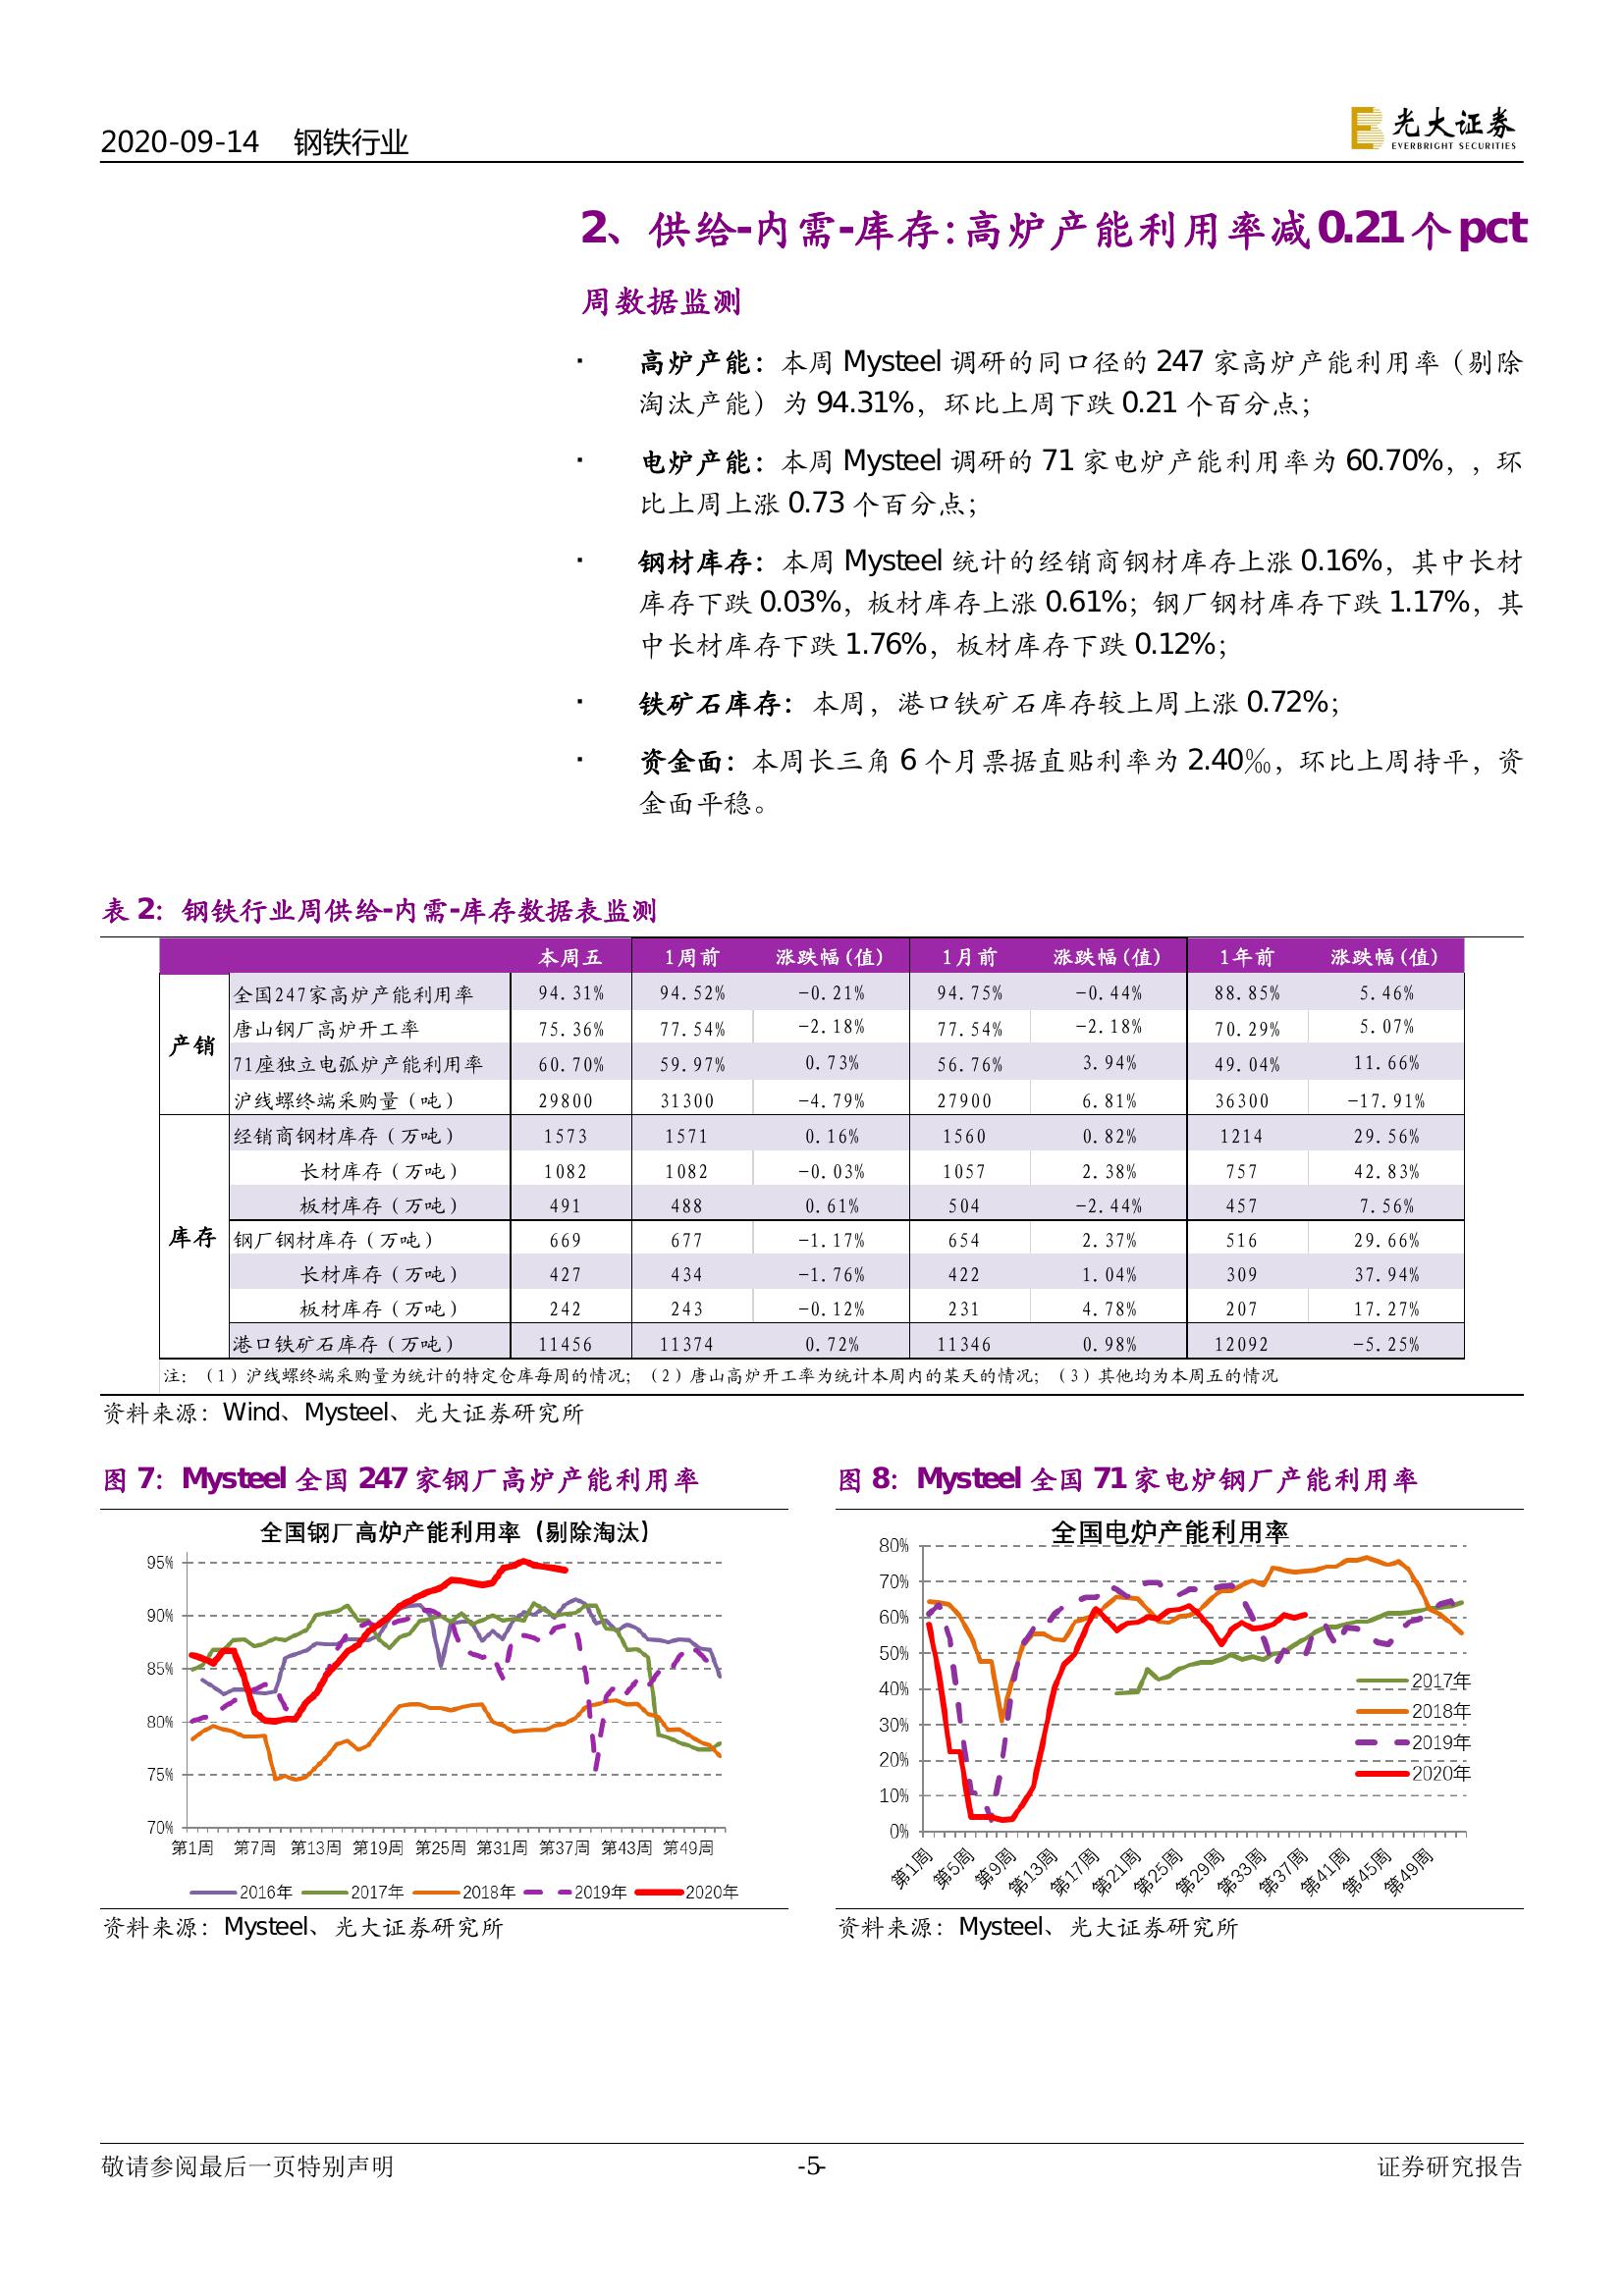 2020-09-14 钢铁行业
光大证券
EVERBRIGHT SECURITIES
2、供给-内需-库存:高炉产能利用率减0.21个pct
周数据监测
▪ 高炉产能：本周 Mysteel 调研的同口径的 247 家高炉产能利用率（剔除
淘汰产能）为 94.31%，环比上周下跌 0.21 个百分点；
▪ 电炉产能：本周 Mysteel 调研的 71 家电炉产能利用率为 60.70%，，环
比上周上涨 0.73 个百分点；
▪ 钢材库存：本周 Mysteel 统计的经销商钢材库存上涨 0.16%，其中长材
库存下跌 0.03%，板材库存上涨 0.61%；钢厂钢材库存下跌 1.17%，其
中长材库存下跌 1.76%，板材库存下跌 0.12%；
▪ 铁矿石库存：本周，港口铁矿石库存较上周上涨 0.72%；
▪ 资金面：本周长三角 6 个月票据直贴利率为 2.40‰，环比上周持平，资
金面平稳。
表 2：钢铁行业周供给-内需-库存数据表监测
本周五 1周前 涨跌幅(值) 1月前 涨跌幅(值) 1年前 涨跌幅(值)
产销
全国247家高炉产能利用率 94.31% 94.52% -0.21% 94.75% -0.44% 88.85% 5.46%
唐山钢厂高炉开工率 75.36% 77.54% -2.18% 77.54% -2.18% 70.29% 5.07%
71座独立电弧炉产能利用率 60.70% 59.97% 0.73% 56.76% 3.94% 49.04% 11.66%
沪线螺终端采购量（吨） 29800 31300 -4.79% 27900 6.81% 36300 -17.91%
库存
经销商钢材库存（万吨） 1573 1571 0.16% 1560 0.82% 1214 29.56%
长材库存（万吨） 1082 1082 -0.03% 1057 2.38% 757 42.83%
板材库存（万吨） 491 488 0.61% 504 -2.44% 457 7.56%
钢厂钢材库存（万吨） 669 677 -1.17% 654 2.37% 516 29.66%
长材库存（万吨） 427 434 -1.76% 422 1.04% 309 37.94%
板材库存（万吨） 242 243 -0.12% 231 4.78% 207 17.27%
港口铁矿石库存（万吨） 11456 11374 0.72% 11346 0.98% 12092 -5.25%
注：（1）沪线螺终端采购量为统计的特定仓库每周的情况；（2）唐山高炉开工率为统计本周内的某天的情况；（3）其他均为本周五的情况
资料来源：Wind、Mysteel、光大证券研究所
图 7：Mysteel 全国 247 家钢厂高炉产能利用率
全国钢厂高炉产能利用率（剔除淘汰）
95%
90%
85%
80%
75%
70%
第1周 第7周 第13周 第19周 第25周 第31周 第37周 第43周 第49周
2016年 2017年 2018年 2019年 2020年
资料来源：Mysteel、光大证券研究所
图 8：Mysteel 全国 71 家电炉钢厂产能利用率
全国电炉产能利用率
80%
70%
60%
50%
40%
30%
20%
10%
0%
2017年
2018年
2019年
2020年
第1周 第5周 第9周 第13周 第17周 第21周 第25周 第29周 第33周 第37周 第41周 第45周 第49周
资料来源：Mysteel、光大证券研究所
敬请参阅最后一页特别声明 -5- 证券研究报告